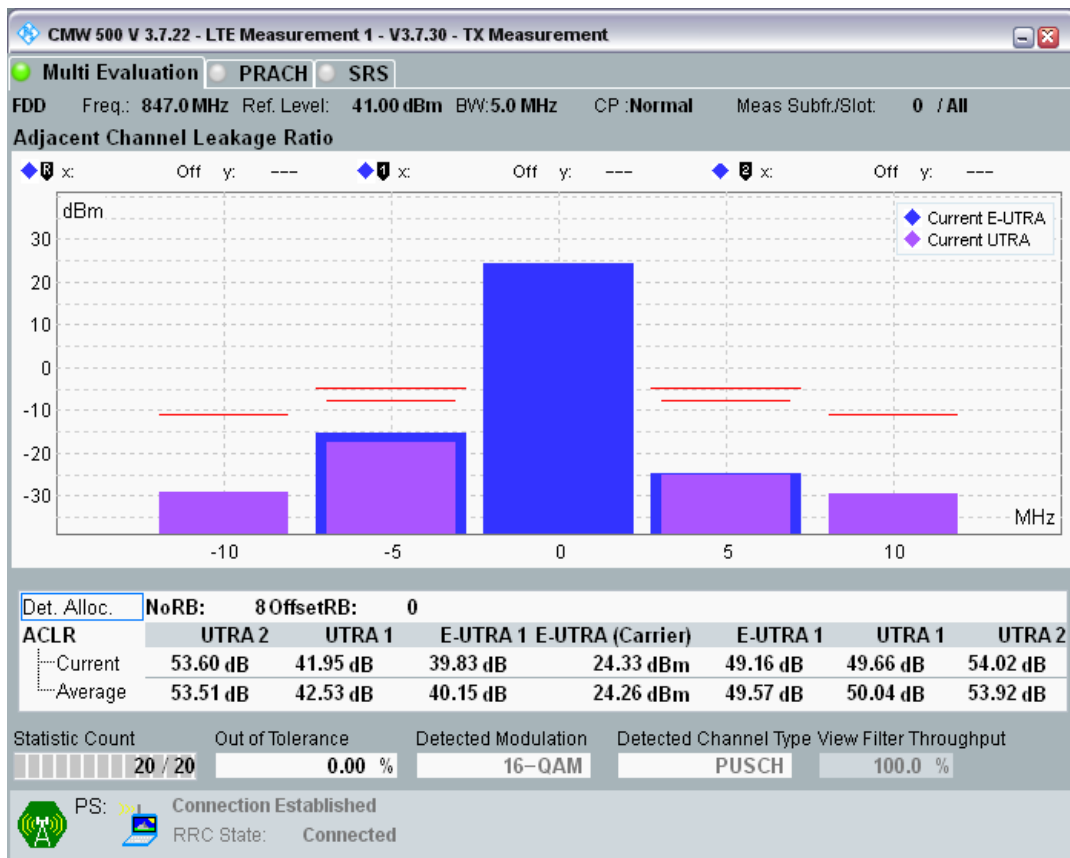 CMW 500 V 3.7.22 - LTE Measurement 1 - V3.7.30 - TX Measurement
Multi Evaluation PRACH SRS
FDD Freq.: 847.0 MHz Ref. Level: 41.00 dBm BW:5.0 MHz CP :Normal Meas Subfr./Slot: 0 / All
Adjacent Channel Leakage Ratio
R x: Off y: --- 1 x: Off y: --- 2 x: Off y: ---
dBm
Current E-UTRA
Current UTRA
30
20
10
0
-10
-20
-30
MHz
-10 -5 0 5 10
Det. Alloc. NoRB: 8 OffsetRB: 0
ACLR UTRA 2 UTRA 1 E-UTRA 1 E-UTRA (Carrier) E-UTRA 1 UTRA 1 UTRA 2
Current 53.60 dB 41.95 dB 39.83 dB 24.33 dBm 49.16 dB 49.66 dB 54.02 dB
Average 53.51 dB 42.53 dB 40.15 dB 24.26 dBm 49.57 dB 50.04 dB 53.92 dB
Statistic Count Out of Tolerance Detected Modulation Detected Channel Type View Filter Throughput
20 / 20 0.00 % 16-QAM PUSCH 100.0 %
PS: Connection Established
RRC State: Connected